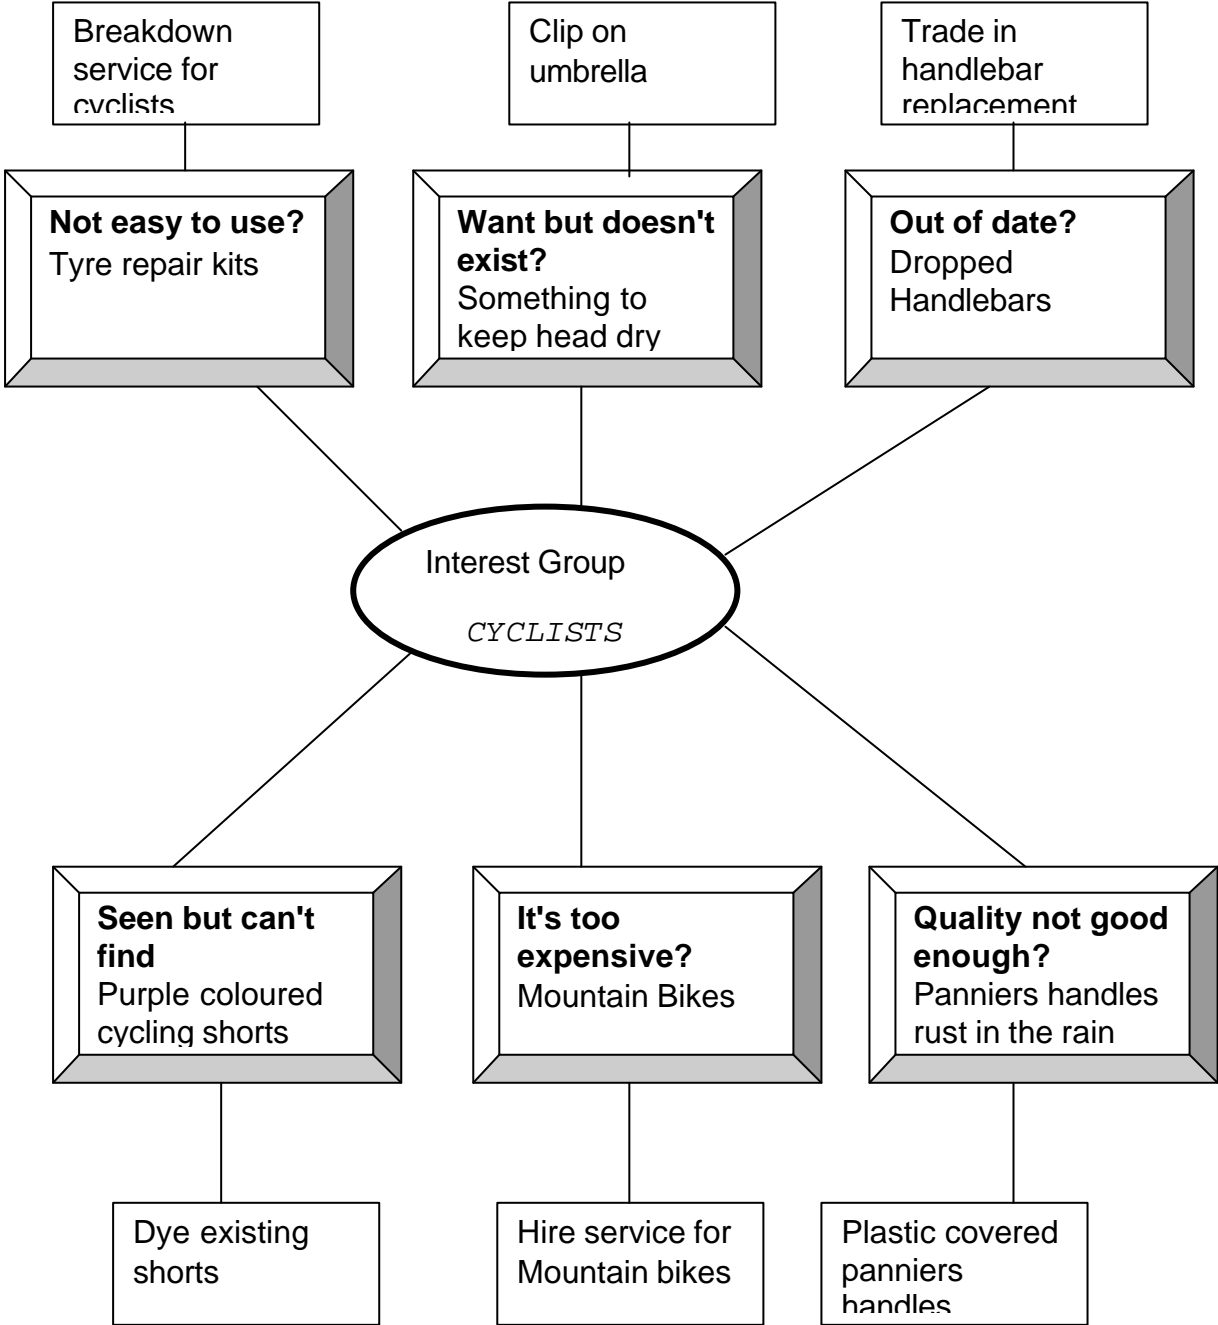 Breakdown
service for
cyclists
Clip on
umbrella
Trade in
handlebar
replacement
Not easy to use?
Tyre repair kits
Want but doesn't
exist?
Something to
keep head dry
Out of date?
Dropped
Handlebars
Interest Group
CYCLISTS
Seen but can't
find
Purple coloured
cycling shorts
It's too
expensive?
Mountain Bikes
Quality not good
enough?
Panniers handles
rust in the rain
Dye existing
shorts
Hire service for
Mountain bikes
Plastic covered
panniers
handles